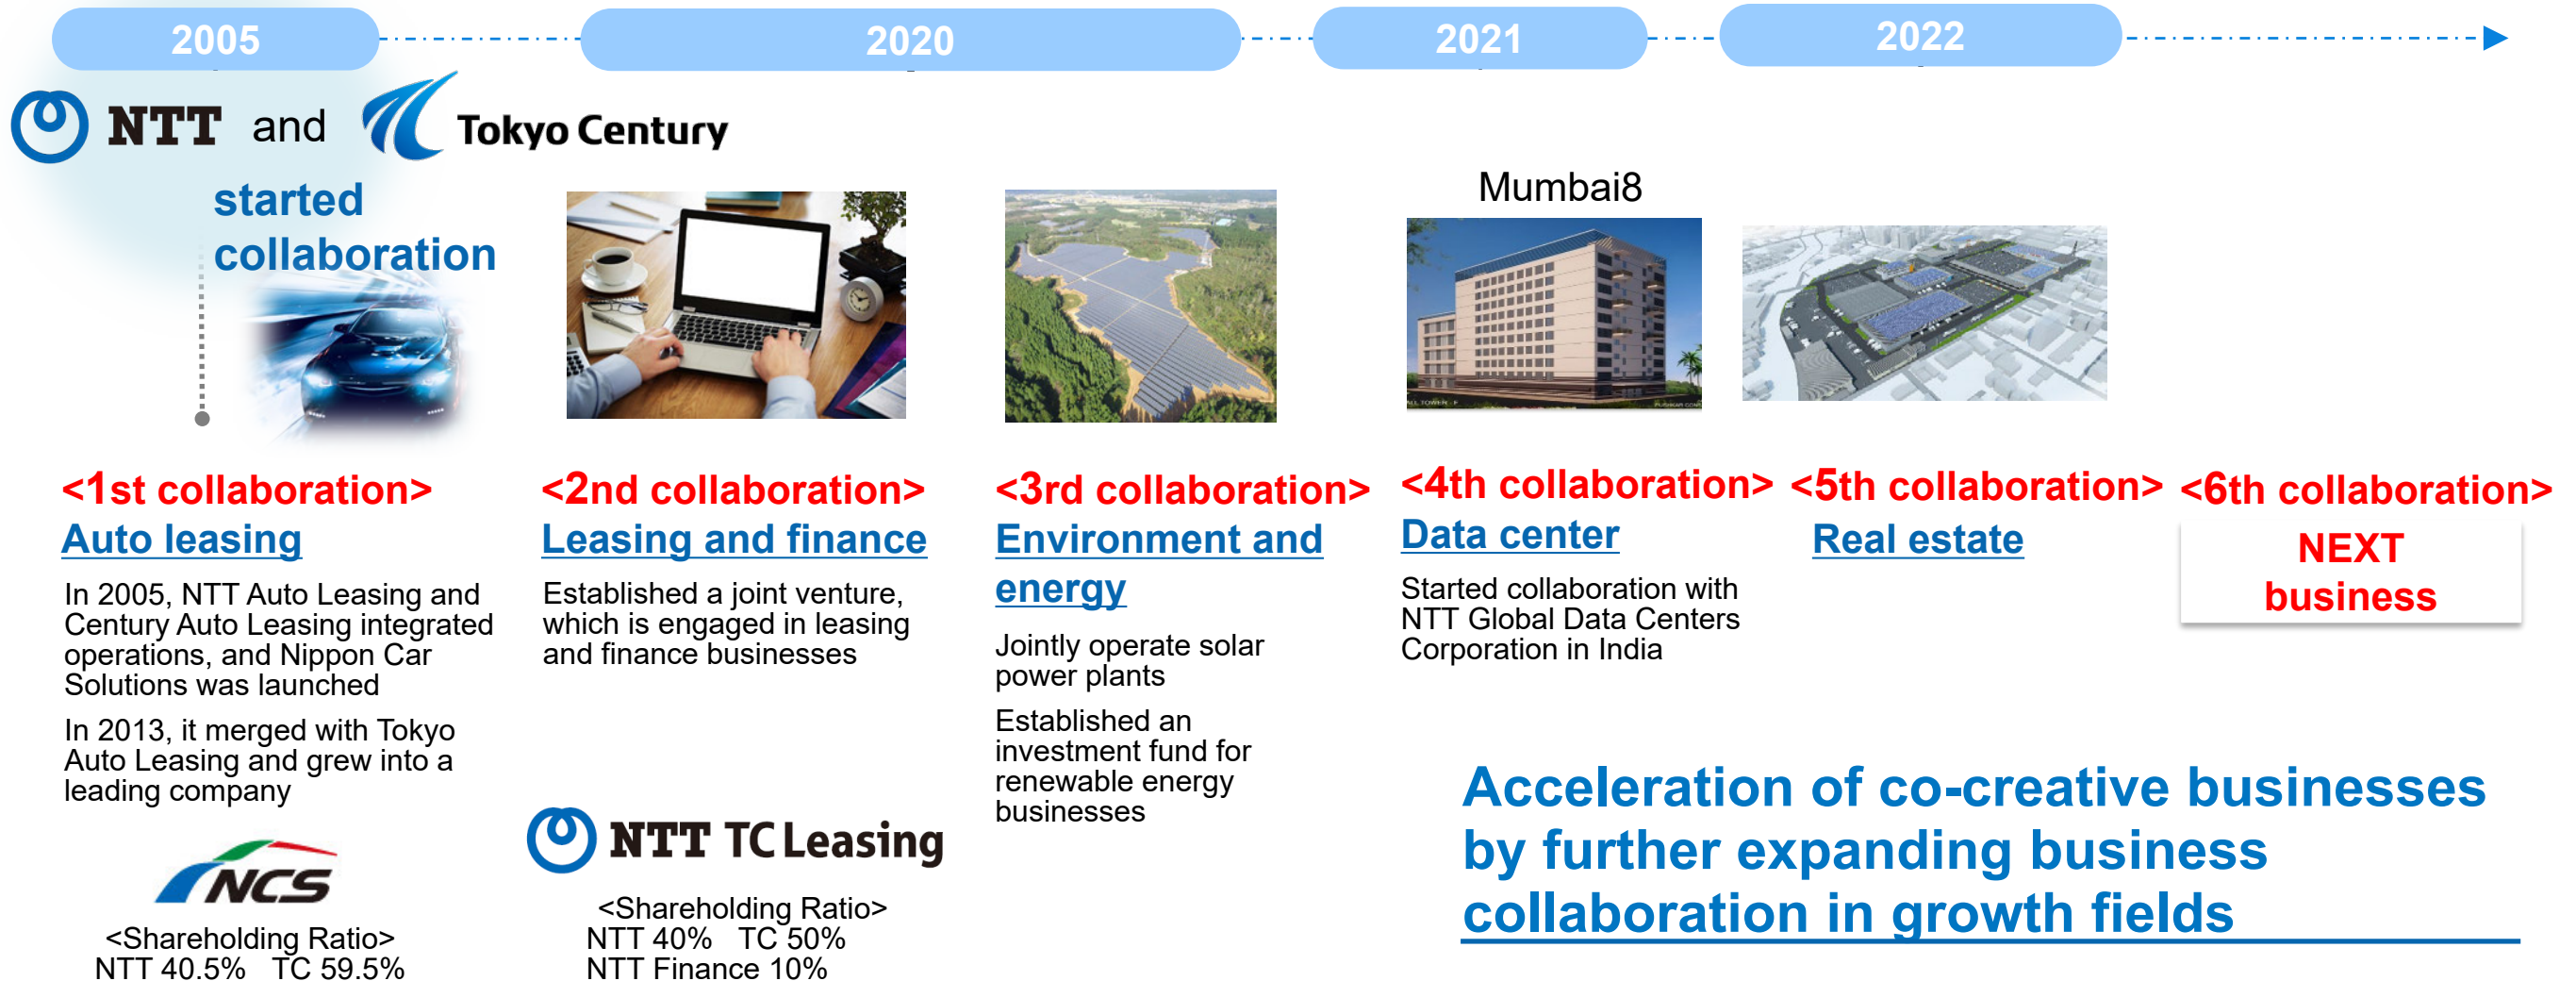 2005
2020
2021
2022
NTT and Tokyo Century
started
collaboration
Mumbai8
<1st collaboration>
Auto leasing
In 2005, NTT Auto Leasing and
Century Auto Leasing integrated
operations, and Nippon Car
Solutions was launched
In 2013, it merged with Tokyo
Auto Leasing and grew into a
leading company
NCS
<Shareholding Ratio>
NTT 40.5% TC 59.5%
<2nd collaboration>
Leasing and finance
Established a joint venture,
which is engaged in leasing
and finance businesses
NTT TC Leasing
<Shareholding Ratio>
NTT 40% TC 50%
NTT Finance 10%
<3rd collaboration>
Environment and
energy
Jointly operate solar
power plants
Established an
investment fund for
renewable energy
businesses
<4th collaboration>
Data center
Started collaboration with
NTT Global Data Centers
Corporation in India
<5th collaboration>
Real estate
<6th collaboration>
NEXT
business
Acceleration of co-creative businesses
by further expanding business
collaboration in growth fields